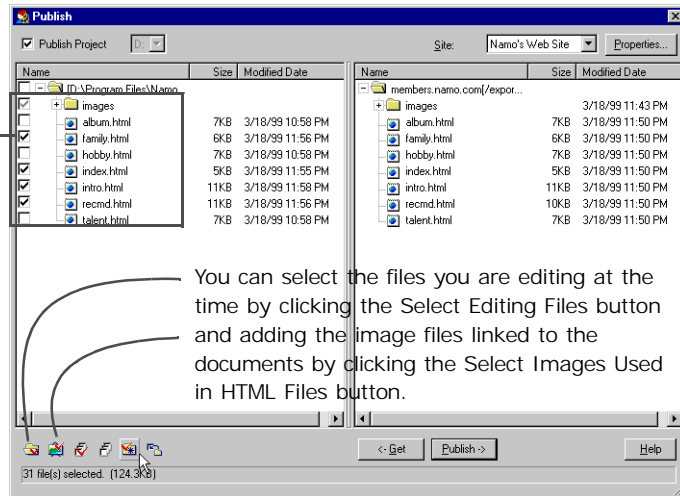 Publish
Publish Project D: Site: Namo's Web Site Properties...
Name Size Modified Date Name Size Modified Date
[D:\Program Files\Namo... members.namo.com[/expor...
images images 3/18/99 11:43 PM
album.html 7KB 3/18/99 10:58 PM album.html 7KB 3/18/99 11:50 PM
family.html 6KB 3/18/99 11:56 PM family.html 6KB 3/18/99 11:50 PM
hobby.html 7KB 3/18/99 10:58 PM hobby.html 7KB 3/18/99 11:50 PM
index.html 5KB 3/18/99 11:55 PM index.html 5KB 3/18/99 11:50 PM
intro.html 11KB 3/18/99 11:58 PM intro.html 11KB 3/18/99 11:50 PM
recmd.html 11KB 3/18/99 11:56 PM recmd.html 10KB 3/18/99 11:50 PM
talent.html 7KB 3/18/99 10:58 PM talent.html 7KB 3/18/99 11:50 PM
You can select the files you are editing at the
time by clicking the Select Editing Files button
and adding the image files linked to the
documents by clicking the Select Images Used
in HTML Files button.
<- Get Publish -> Help
31 file(s) selected. (124.3KB)